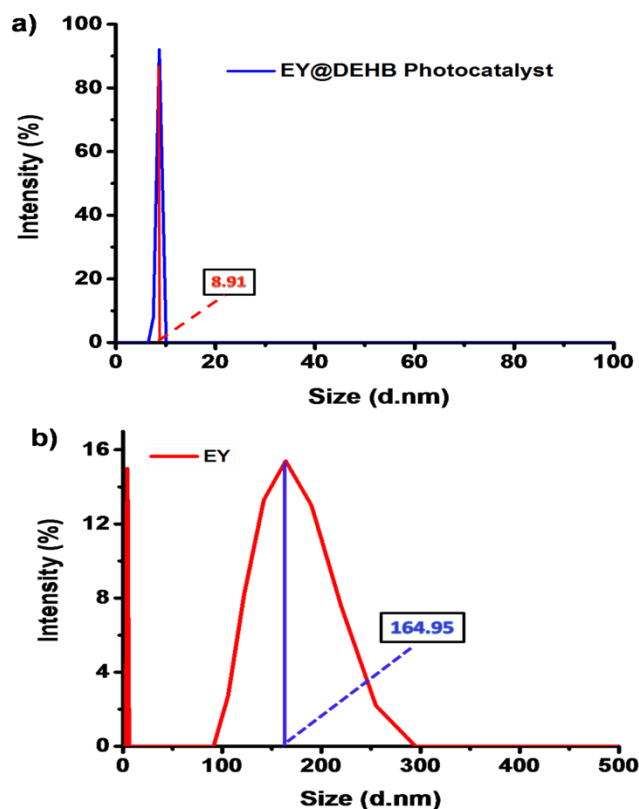 a)
100
80
60
40
20
0
Intensity (%)
EY@DEHB Photocatalyst
8.91
0 20 40 60 80 100
Size (d.nm)
b)
16
12
8
4
0
Intensity (%)
EY
164.95
0 100 200 300 400 500
Size (d.nm)